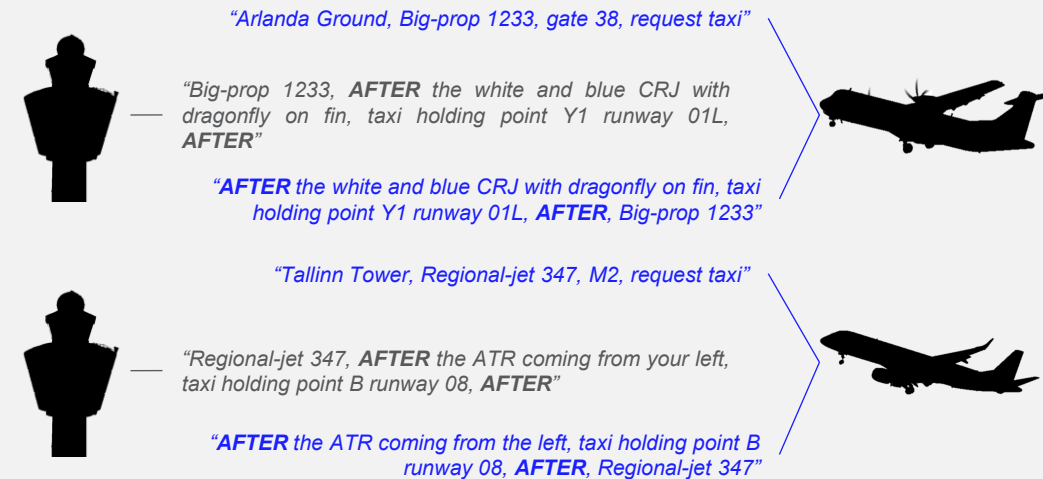 “Arlanda Ground, Big-prop 1233, gate 38, request taxi”
“Big-prop 1233, AFTER the white and blue CRJ with
dragonfly on fin, taxi holding point Y1 runway 01L,
AFTER”
“AFTER the white and blue CRJ with dragonfly on fin, taxi
holding point Y1 runway 01L, AFTER, Big-prop 1233”
“Tallinn Tower, Regional-jet 347, M2, request taxi”
“Regional-jet 347, AFTER the ATR coming from your left,
taxi holding point B runway 08, AFTER”
“AFTER the ATR coming from the left, taxi holding point B
runway 08, AFTER, Regional-jet 347”